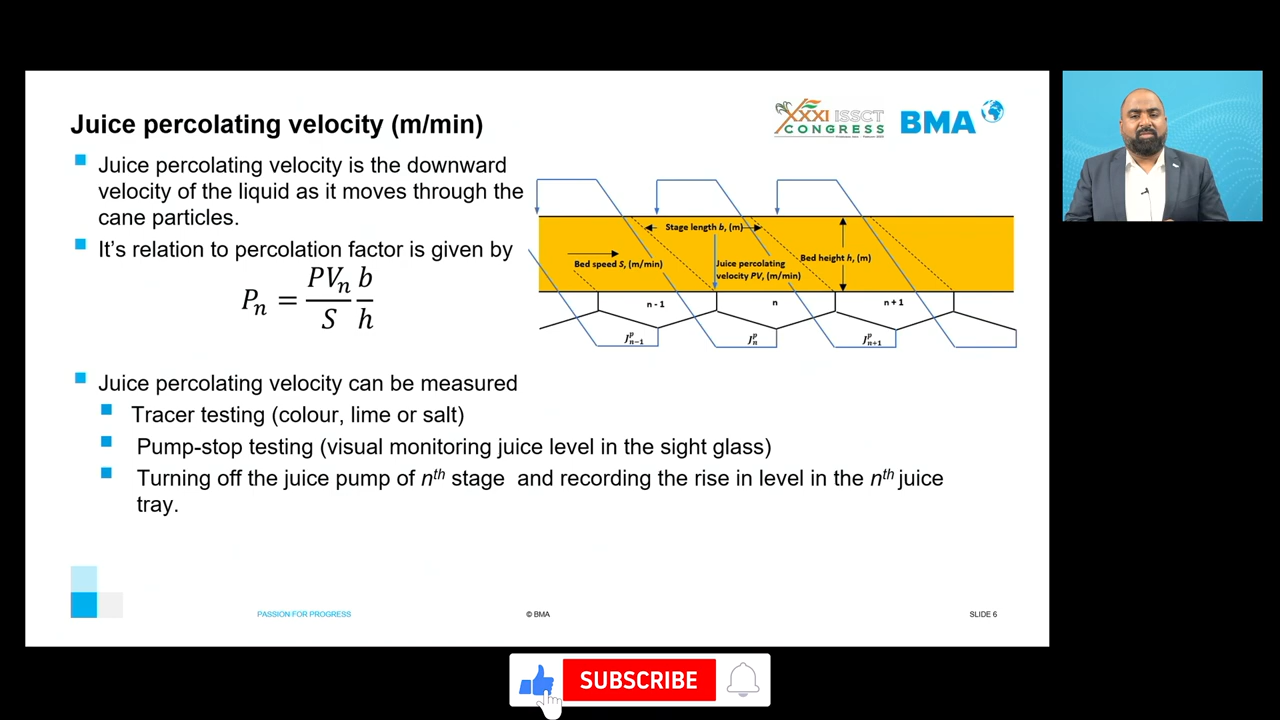 Juice percolating velocity (m/min)
XXXI ISSCT
CONGRESS
BMA
Juice percolating velocity is the downward
velocity of the liquid as it moves through the
cane particles.
It's relation to percolation factor is given by
P_n = PV_n/S b/h
Stage length b, (m)
Bed speed S, (m/min)
Juice percolating
velocity PV, (m/min)
Bed height h, (m)
n - 1
n
n + 1
J^p_{n-1}
J^p_n
J^p_{n+1}
Juice percolating velocity can be measured
Tracer testing (colour, lime or salt)
Pump-stop testing (visual monitoring juice level in the sight glass)
Turning off the juice pump of nth stage and recording the rise in level in the nth juice
tray.
PASSION FOR PROGRESS
© BMA
SLIDE 6
SUBSCRIBE